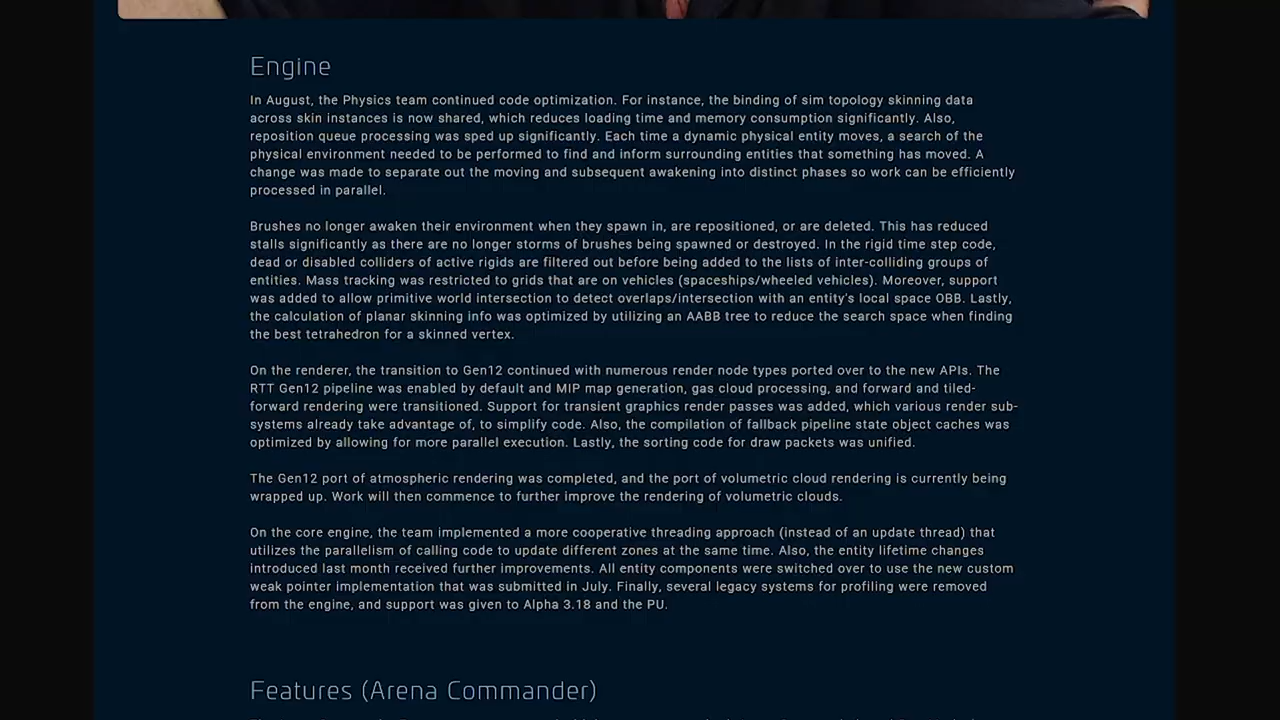 Engine
In August, the Physics team continued code optimization. For instance, the binding of sim topology skinning data
across skin instances is now shared, which reduces loading time and memory consumption significantly. Also,
reposition queue processing was sped up significantly. Each time a dynamic physical entity moves, a search of the
physical environment needed to be performed to find and inform surrounding entities that something has moved. A
change was made to separate out the moving and subsequent awakening into distinct phases so work can be efficiently
processed in parallel.
Brushes no longer awaken their environment when they spawn in, are repositioned, or are deleted. This has reduced
stalls significantly as there are no longer storms of brushes being spawned or destroyed. In the rigid time step code,
dead or disabled colliders of active rigids are filtered out before being added to the lists of inter-colliding groups of
entities. Mass tracking was restricted to grids that are on vehicles (spaceships/wheeled vehicles). Moreover, support
was added to allow primitive world intersection to detect overlaps/intersection with an entity's local space OBB. Lastly,
the calculation of planar skinning info was optimized by utilizing an AABB tree to reduce the search space when finding
the best tetrahedron for a skinned vertex.
On the renderer, the transition to Gen12 continued with numerous render node types ported over to the new APIs. The
RTT Gen12 pipeline was enabled by default and MIP map generation, gas cloud processing, and forward and tiled-
forward rendering were transitioned. Support for transient graphics render passes was added, which various render sub-
systems already take advantage of, to simplify code. Also, the compilation of fallback pipeline state object caches was
optimized by allowing for more parallel execution. Lastly, the sorting code for draw packets was unified.
The Gen12 port of atmospheric rendering was completed, and the port of volumetric cloud rendering is currently being
wrapped up. Work will then commence to further improve the rendering of volumetric clouds.
On the core engine, the team implemented a more cooperative threading approach (instead of an update thread) that
utilizes the parallelism of calling code to update different zones at the same time. Also, the entity lifetime changes
introduced last month received further improvements. All entity components were switched over to use the new custom
weak pointer implementation that was submitted in July. Finally, several legacy systems for profiling were removed
from the engine, and support was given to Alpha 3.18 and the PU.
Features (Arena Commander)